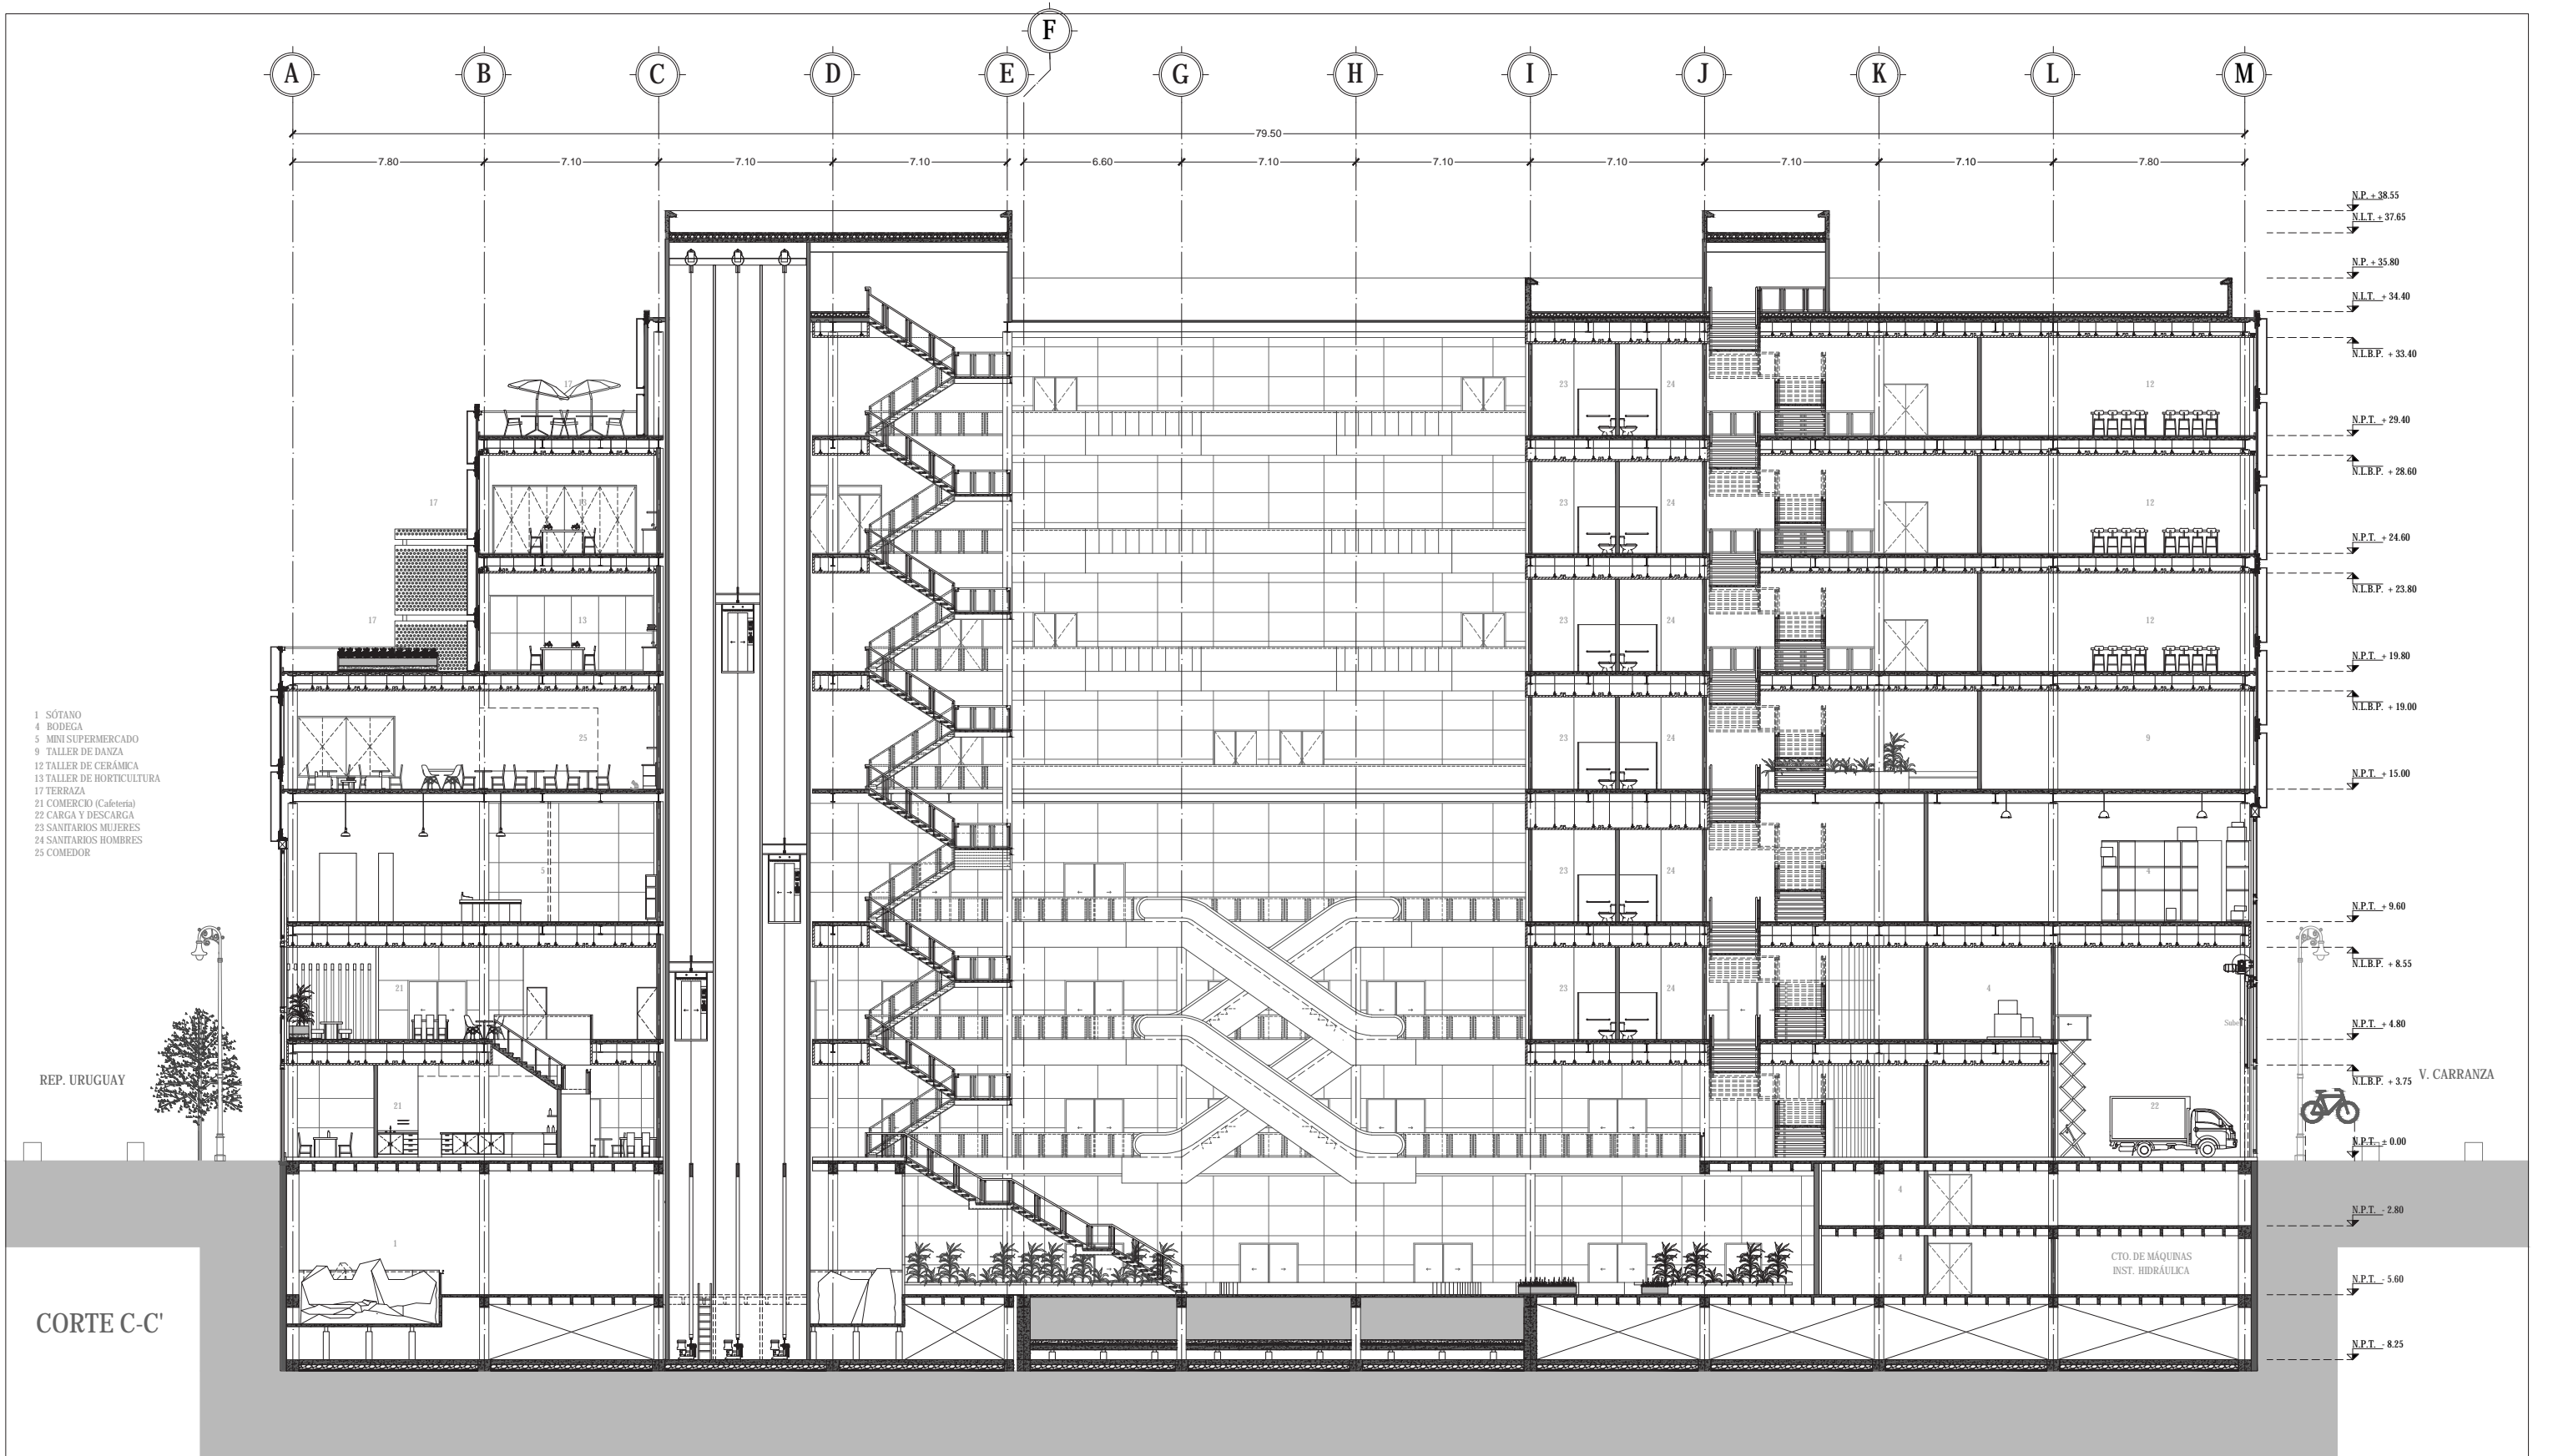 F
A B C D E G H I J K L M
79.50
7.80 7.10 7.10 7.10 6.60 7.10 7.10 7.10 7.10 7.10 7.80
N.P. + 38.55
N.L.T. + 37.65
N.P. + 35.80
N.L.T. + 34.40
N.L.B.P. + 33.40
17 23 24 12
N.P.T. + 29.40
N.L.B.P. + 28.60
17 13 23 24 12
N.P.T. + 24.60
N.L.B.P. + 23.80
17 13 23 24 12
N.P.T. + 19.80
N.L.B.P. + 19.00
25 23 24 9
N.P.T. + 15.00
1 SÓTANO
4 BODEGA
5 MINI SUPERMERCADO
9 TALLER DE DANZA
12 TALLER DE CERÁMICA
13 TALLER DE HORTICULTURA
17 TERRAZA
21 COMERCIO (Cafetería)
22 CARGA Y DESCARGA
23 SANITARIOS MUJERES
24 SANITARIOS HOMBRES
25 COMEDOR
5 23 24 4
N.P.T. + 9.60
N.L.B.P. + 8.55
21 23 24 4
Sube
N.P.T. + 4.80
REP. URUGUAY
V. CARRANZA
N.L.B.P. + 3.75
21 22
N.P.T. ± 0.00
4
N.P.T. - 2.80
1 4
CTO. DE MÁQUINAS
INST. HIDRÁULICA
N.P.T. - 5.60
CORTE C-C'
N.P.T. - 8.25